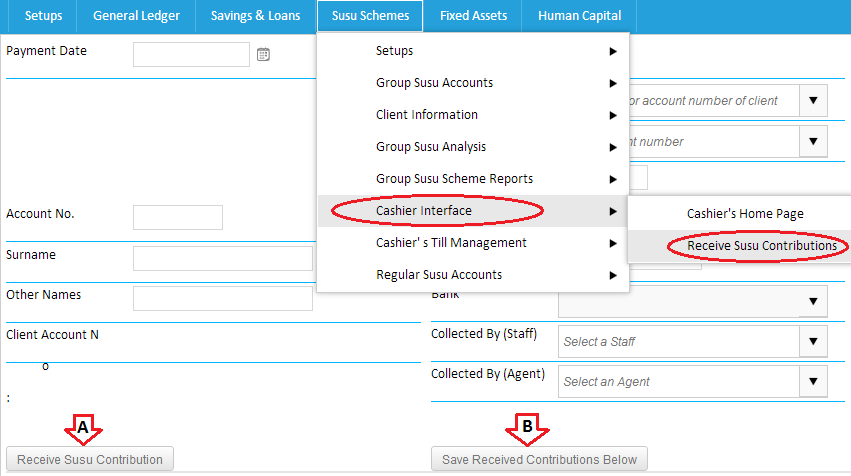 Setups General Ledger Savings & Loans Susu Schemes Fixed Assets Human Capital
Payment Date
Setups
Group Susu Accounts
or account number of client
Client Information
Group Susu Analysis
nt number
Group Susu Scheme Reports
Account No.
Cashier Interface
Cashier's Home Page
Cashier' s Till Management
Receive Susu Contributions
Surname
Regular Susu Accounts
Other Names
Bank
Client Account N
o
:
Collected By (Staff)
Select a Staff
Collected By (Agent)
Select an Agent
A
B
Receive Susu Contribution
Save Received Contributions Below